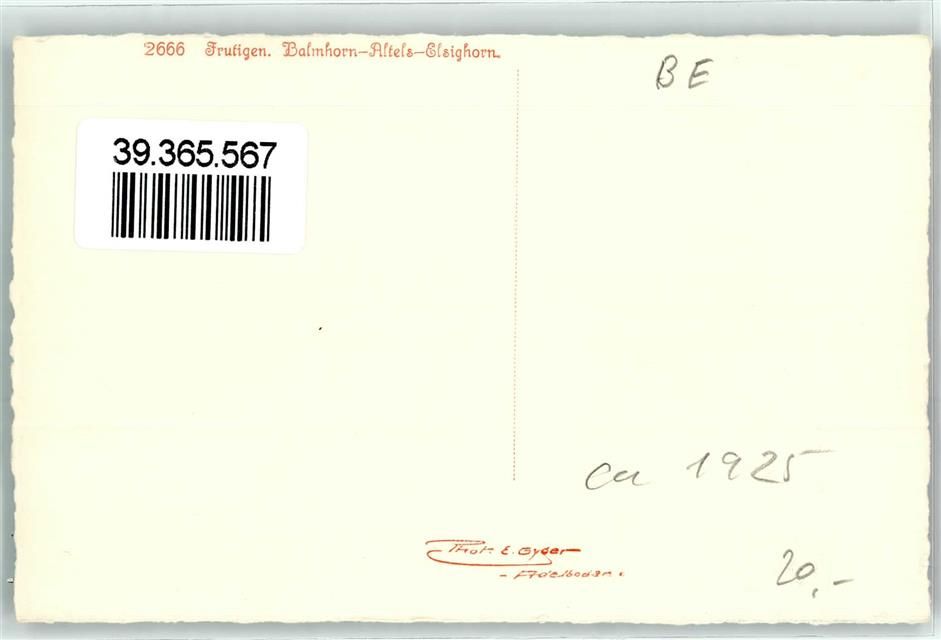 2666 Frutigen. Balmhorn-Altels-Elsighorn.
BE
39.365.567
ca 1925
Phot. E. Gyger
- Adelboden.
20,-